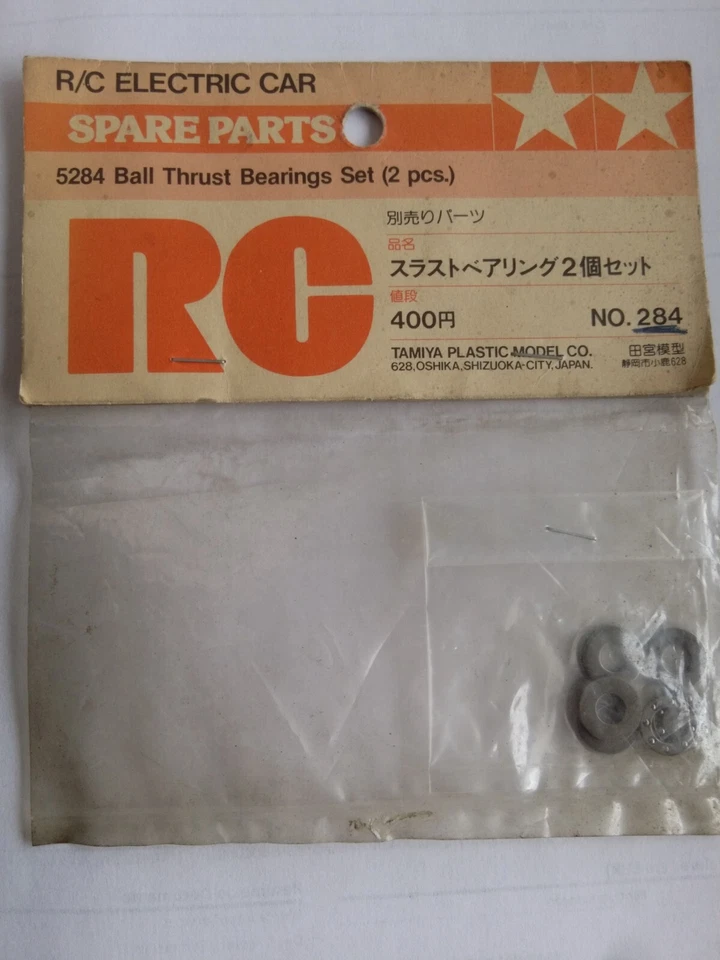 R/C ELECTRIC CAR
SPARE PARTS
5284 Ball Thrust Bearings Set (2 pcs.)
RC
別売りパーツ
品名
スラストベアリング2個セット
値段
400円 NO. 284
TAMIYA PLASTIC MODEL CO. 田宮模型
628, OSHIKA, SHIZUOKA-CITY, JAPAN. 静岡市小鹿628